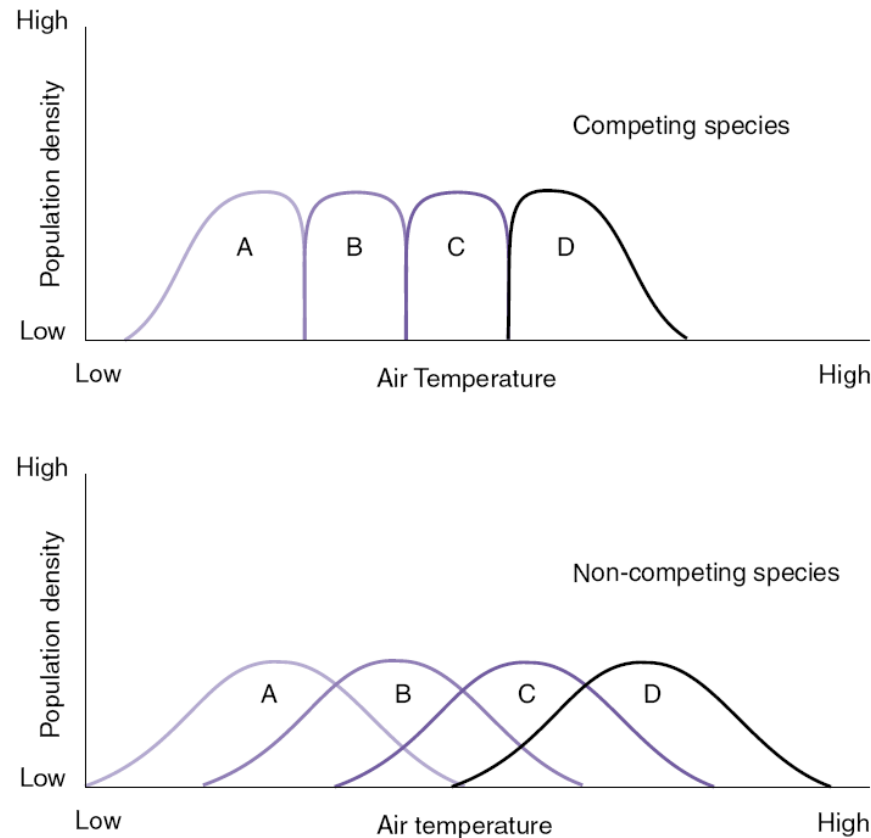 High
Population density
Competing species
A B C D
Low
Low Air Temperature High
High
Population density
Non-competing species
A B C D
Low
Low Air temperature High